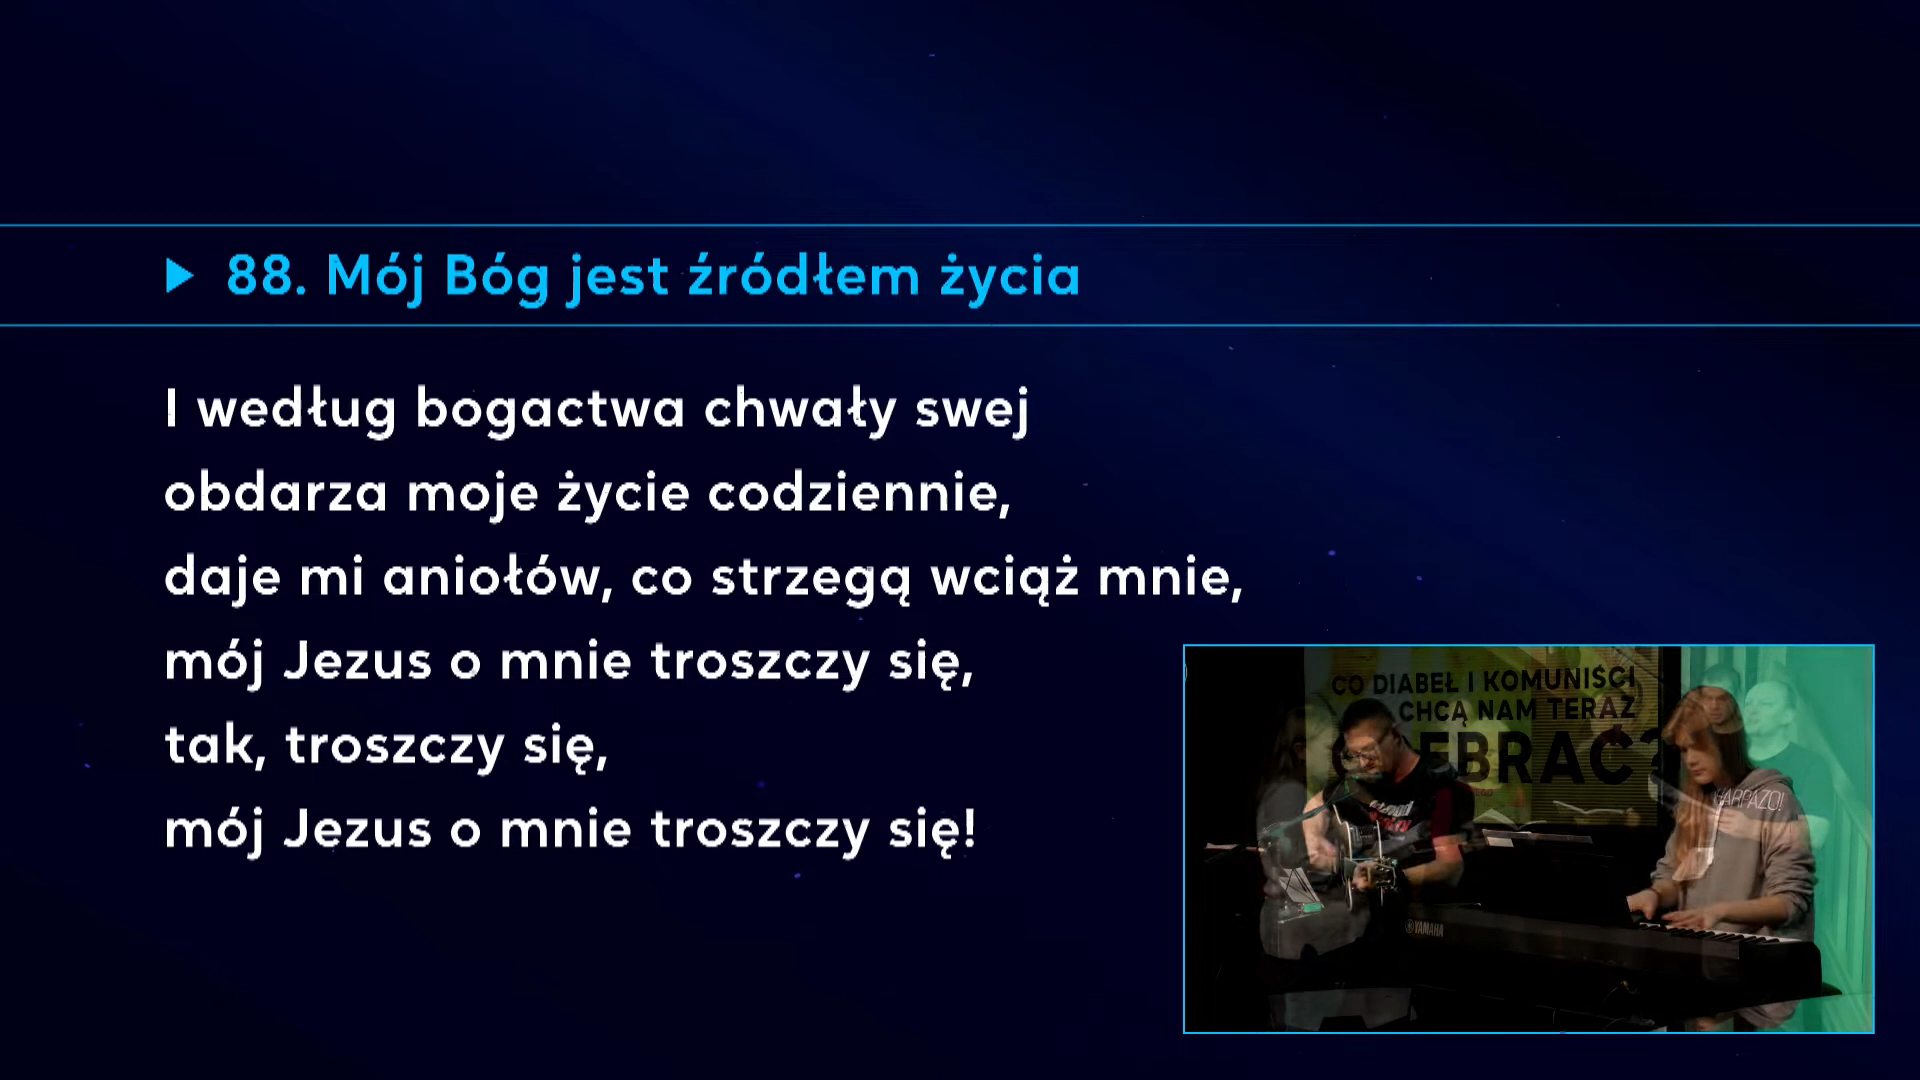 88. Mój Bóg jest źródłem życia
I według bogactwa chwały swej
obdarza moje życie codziennie,
daje mi aniołów, co strzegą wciąż mnie,
mój Jezus o mnie troszczy się,
tak, troszczy się,
mój Jezus o mnie troszczy się!
CO DIABEŁ I KOMUNIŚCI
CHCĄ NAM TERAZ
HARPAZO!
YAMAHA